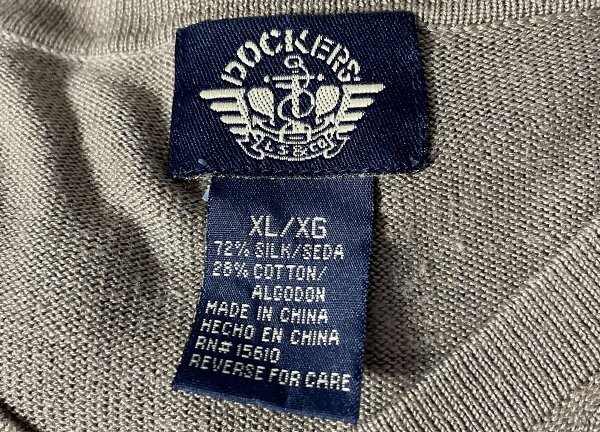 DOCKERS
L.S.&CO.
XL/XG
72% SILK/SEDA
28% COTTON/
ALGODON
MADE IN CHINA
HECHO EN CHINA
RN# 15610
REVERSE FOR CARE